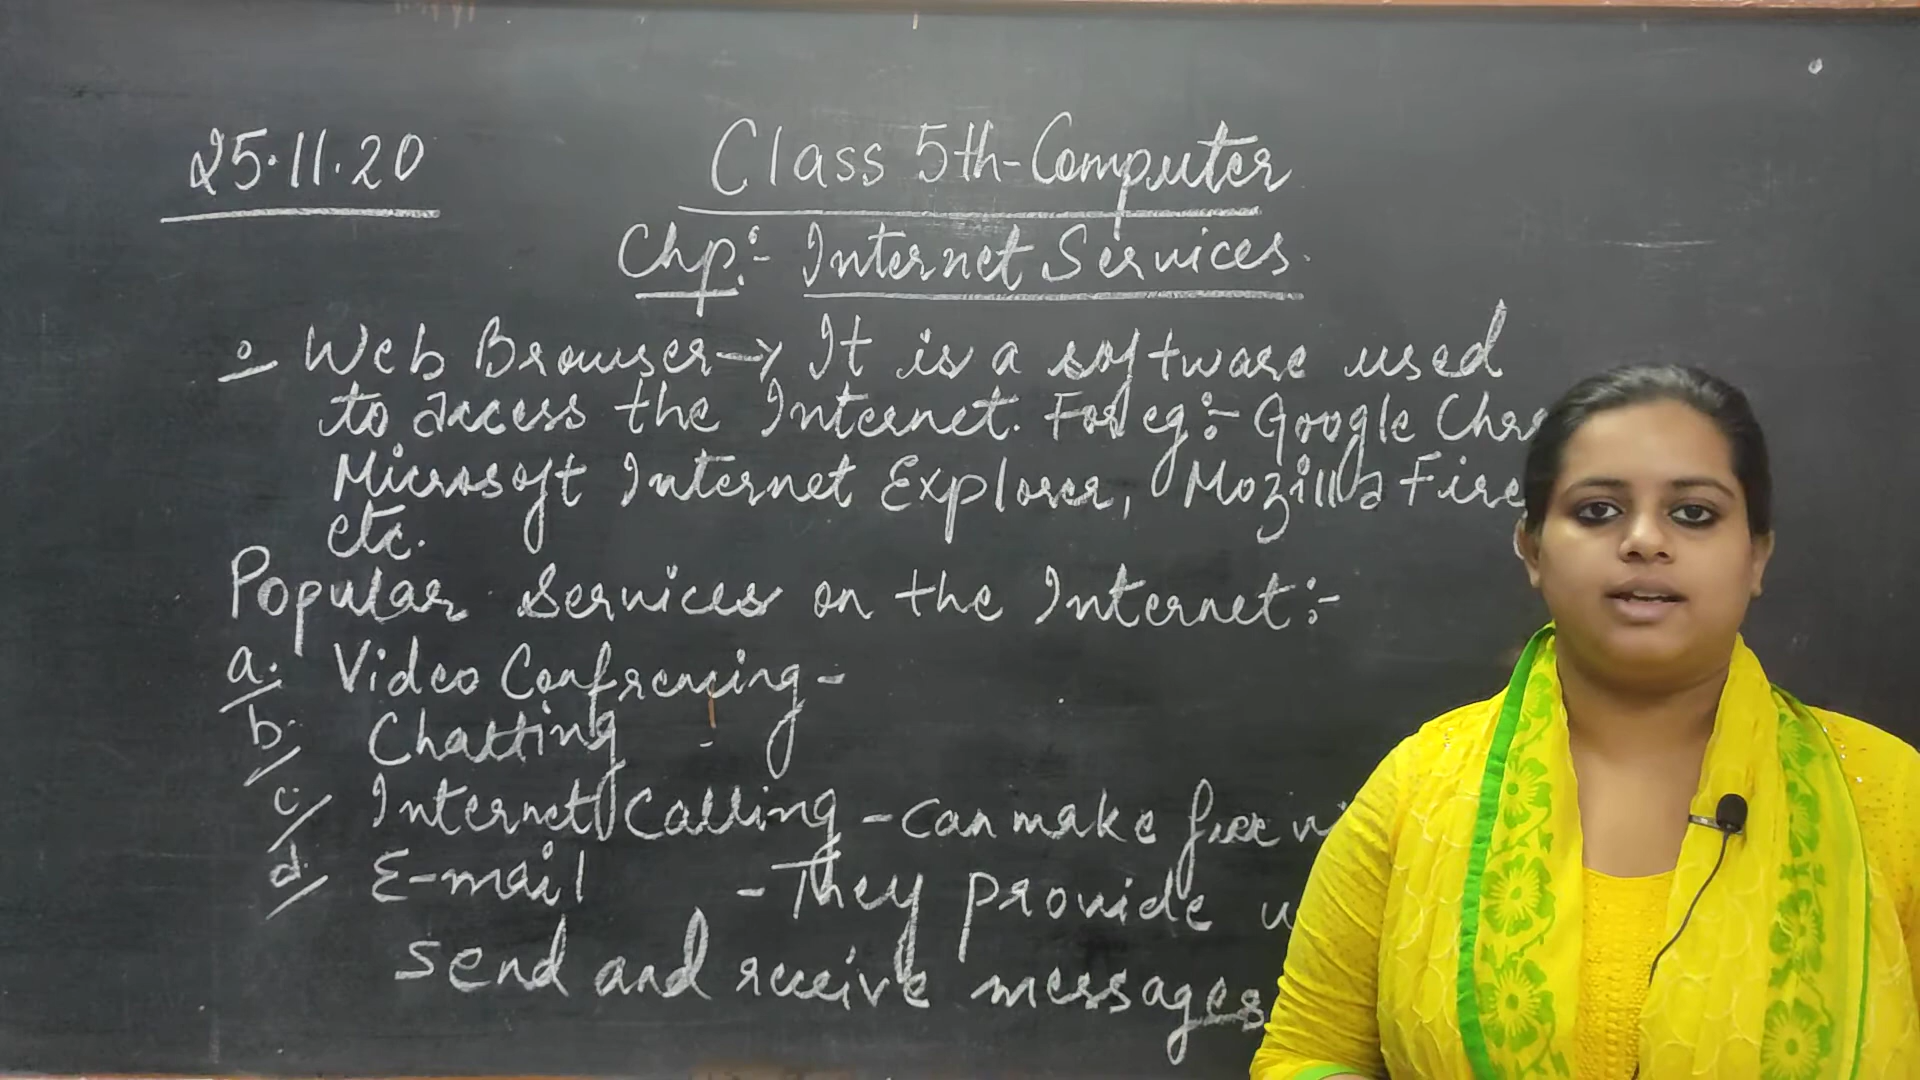 25.11.20
Class 5th-Computer
Chp:- Internet Services.
Web Browser → It is a software used
to access the Internet. For eg:- Google
Microsoft Internet Explorer, Mozilla
etc.
Popular Services on the Internet:-
a. Video Confrencing -
b. Chatting -
c. Internet Calling - can make free
d. E-mail - They provide
send and receive messages